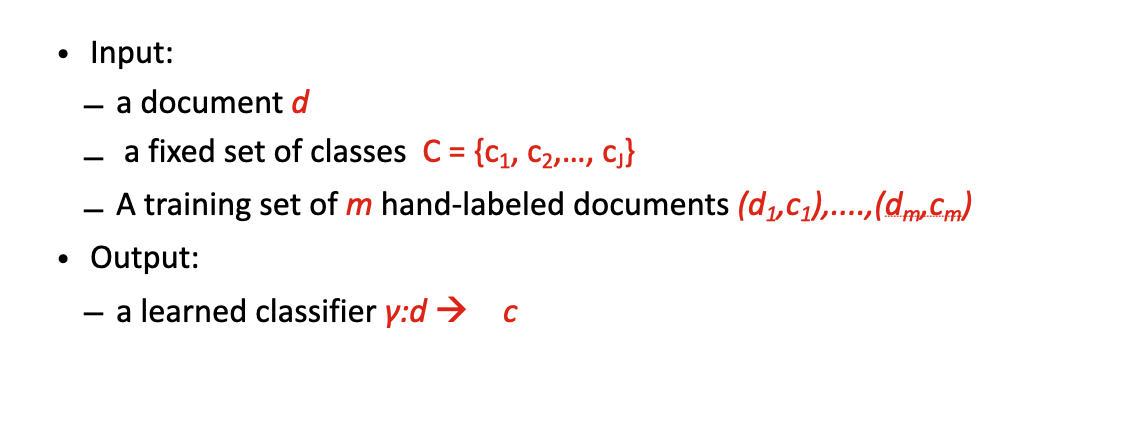 • Input:
– a document d
– a fixed set of classes C = {c₁, c₂,..., cⱼ}
– A training set of m hand-labeled documents (d₁,c₁),....,(dₘ,cₘ)
• Output:
– a learned classifier γ:d → c